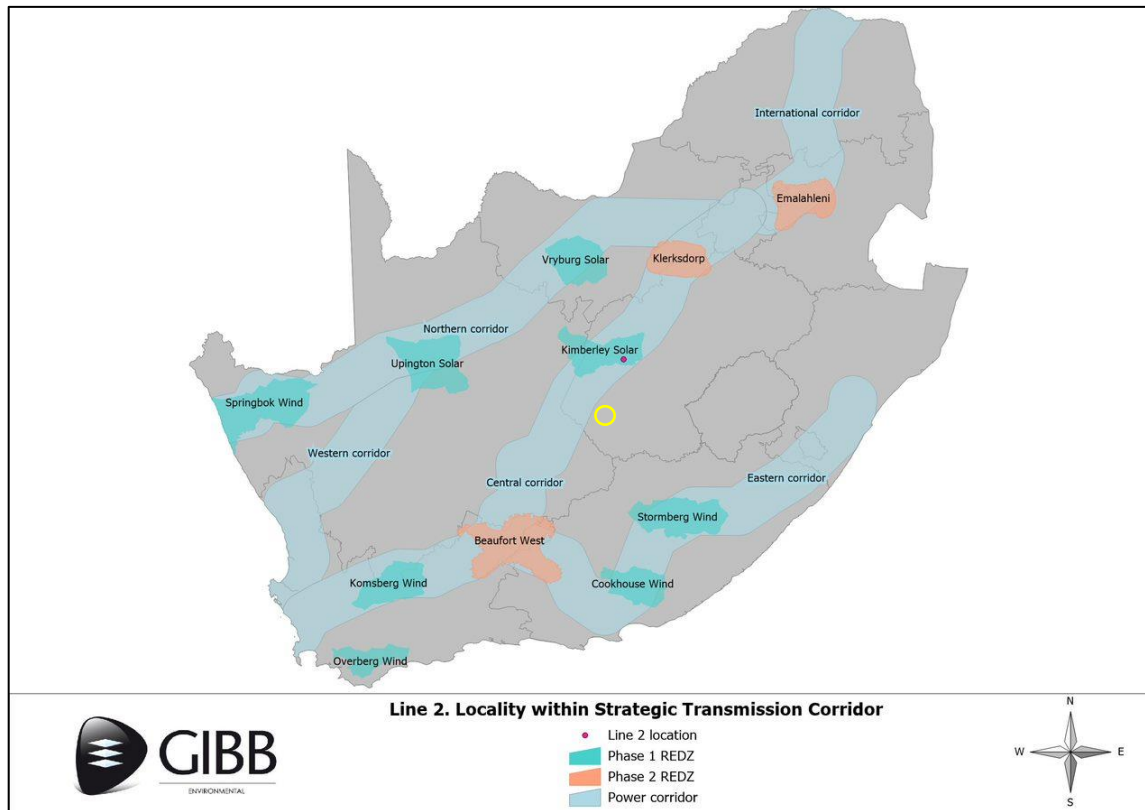 International corridor
Emalahleni
Vryburg Solar
Klerksdorp
Northern corridor
Kimberley Solar
Upington Solar
Springbok Wind
Western corridor
Central corridor
Eastern corridor
Stormberg Wind
Beaufort West
Komsberg Wind
Cookhouse Wind
Overberg Wind
Line 2. Locality within Strategic Transmission Corridor
Line 2 location
Phase 1 REDZ
Phase 2 REDZ
Power corridor
GIBB
ENVIRONMENTAL
N
W E
S